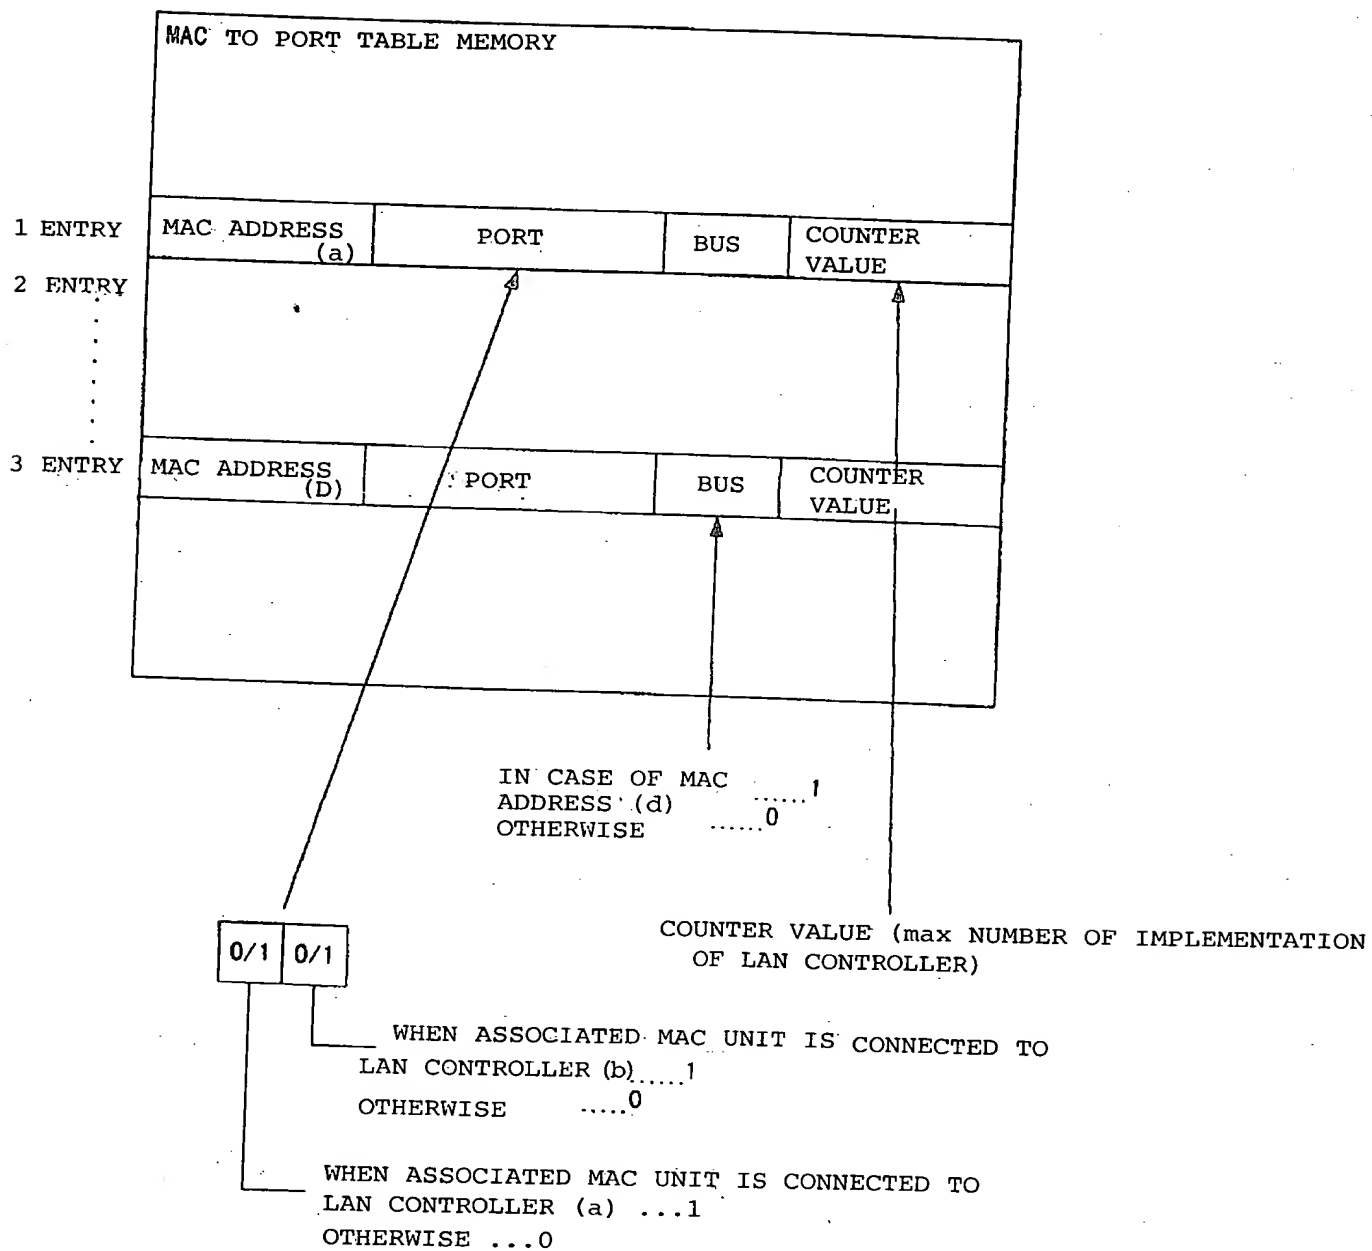 MAC TO PORT TABLE MEMORY
1 ENTRY
MAC ADDRESS
(a)
PORT
BUS
COUNTER
VALUE
2 ENTRY
3 ENTRY
MAC ADDRESS
(D)
PORT
BUS
COUNTER
VALUE
IN CASE OF MAC ......1
ADDRESS (d)
OTHERWISE ......0
0/1 0/1
COUNTER VALUE (max NUMBER OF IMPLEMENTATION
OF LAN CONTROLLER)
WHEN ASSOCIATED MAC UNIT IS CONNECTED TO
LAN CONTROLLER (b)......1
OTHERWISE .....0
WHEN ASSOCIATED MAC UNIT IS CONNECTED TO
LAN CONTROLLER (a) ...1
OTHERWISE ...0